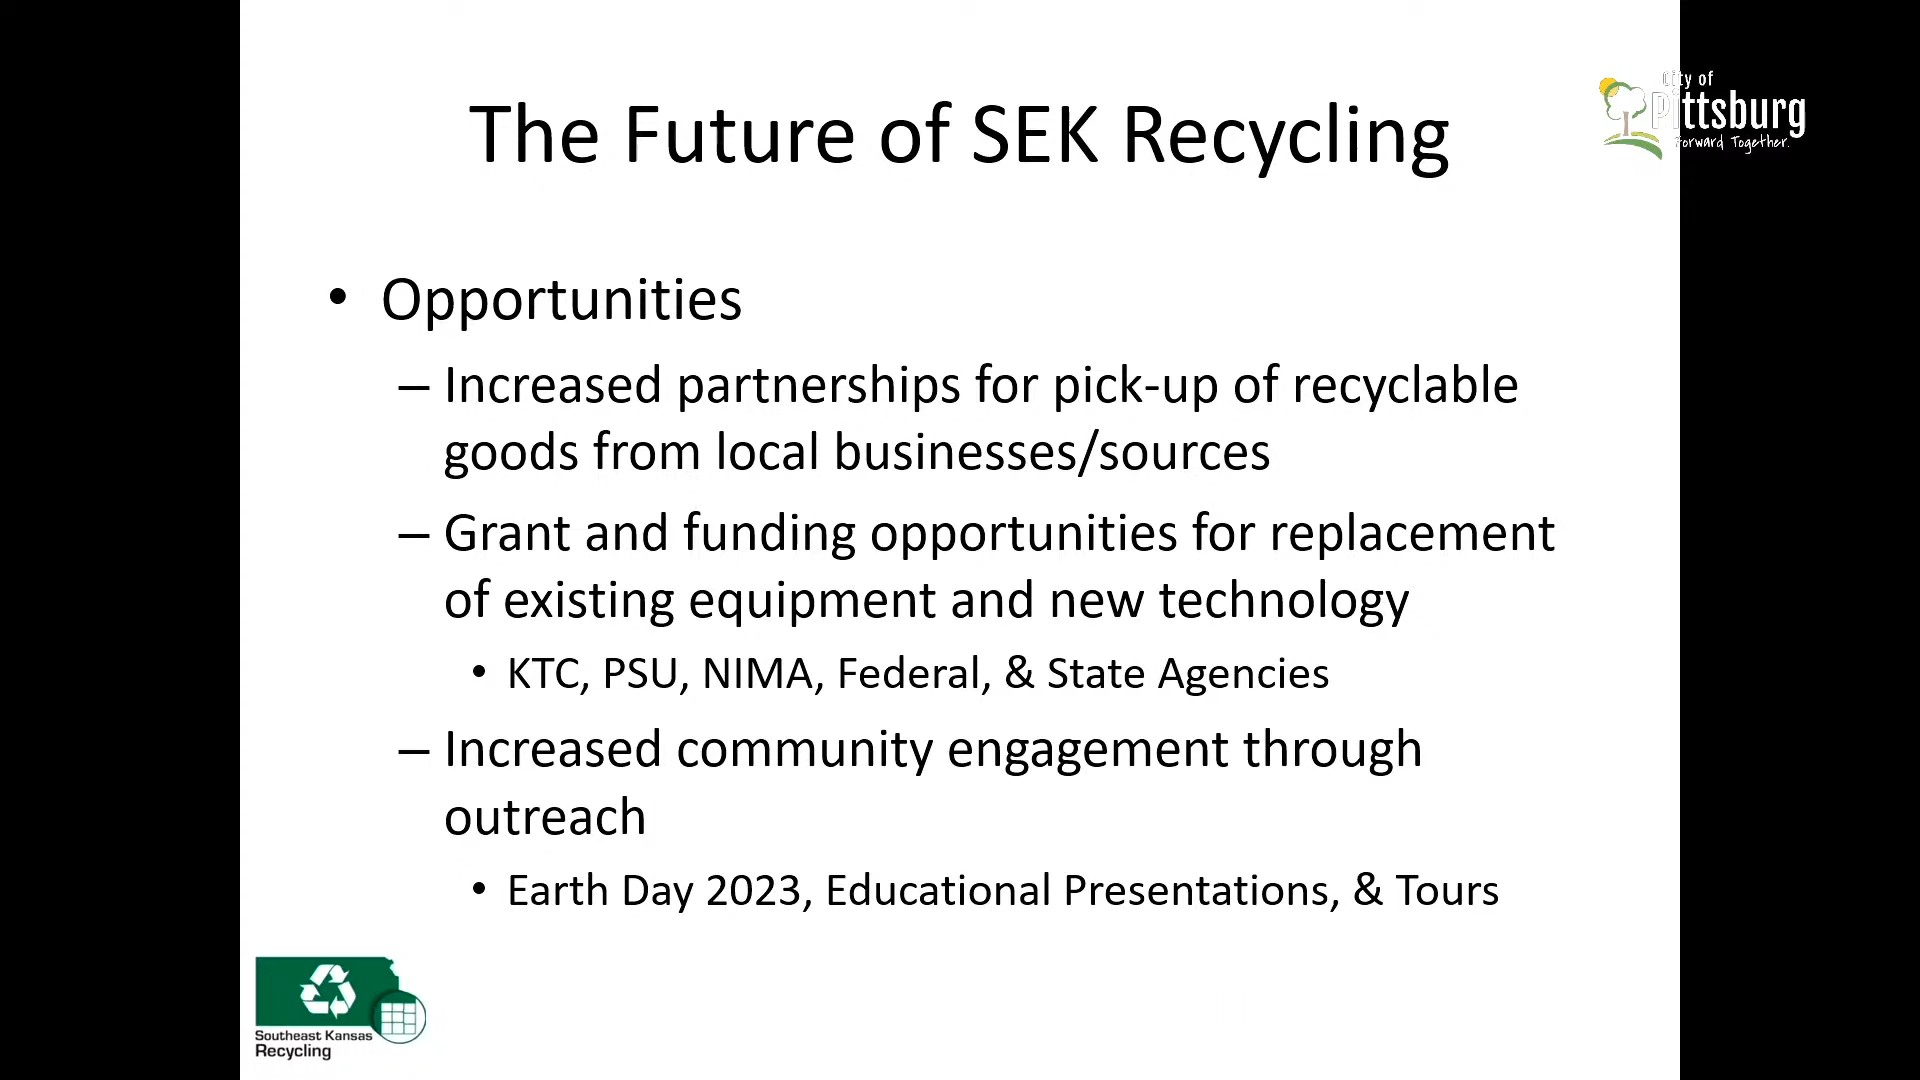 City of
Pittsburg
Forward Together.
The Future of SEK Recycling
• Opportunities
– Increased partnerships for pick-up of recyclable
goods from local businesses/sources
– Grant and funding opportunities for replacement
of existing equipment and new technology
• KTC, PSU, NIMA, Federal, & State Agencies
– Increased community engagement through
outreach
• Earth Day 2023, Educational Presentations, & Tours
Southeast Kansas
Recycling